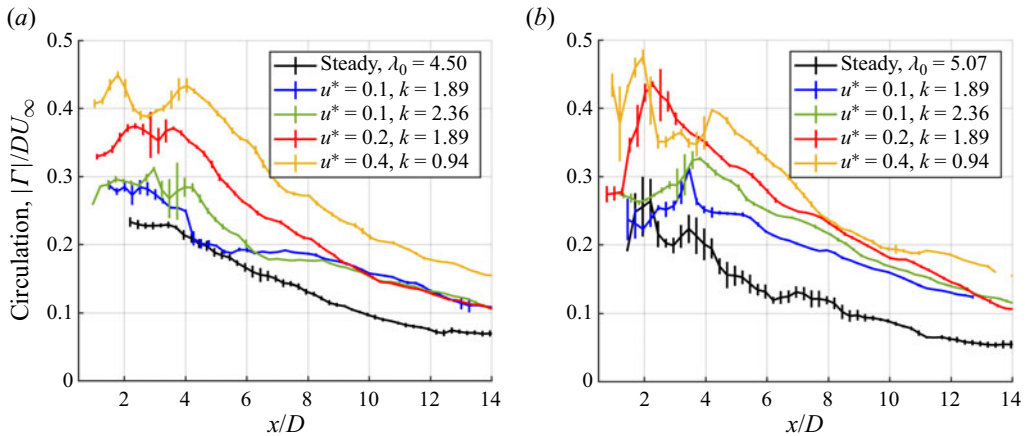 (a)
(b)
Circulation, |Γ|/DU∞
0.5
0.4
0.3
0.2
0.1
0
2 4 6 8 10 12 14
x/D
Steady, λ0 = 4.50
u* = 0.1, k = 1.89
u* = 0.1, k = 2.36
u* = 0.2, k = 1.89
u* = 0.4, k = 0.94
0.5
0.4
0.3
0.2
0.1
0
2 4 6 8 10 12 14
x/D
Steady, λ0 = 5.07
u* = 0.1, k = 1.89
u* = 0.1, k = 2.36
u* = 0.2, k = 1.89
u* = 0.4, k = 0.94